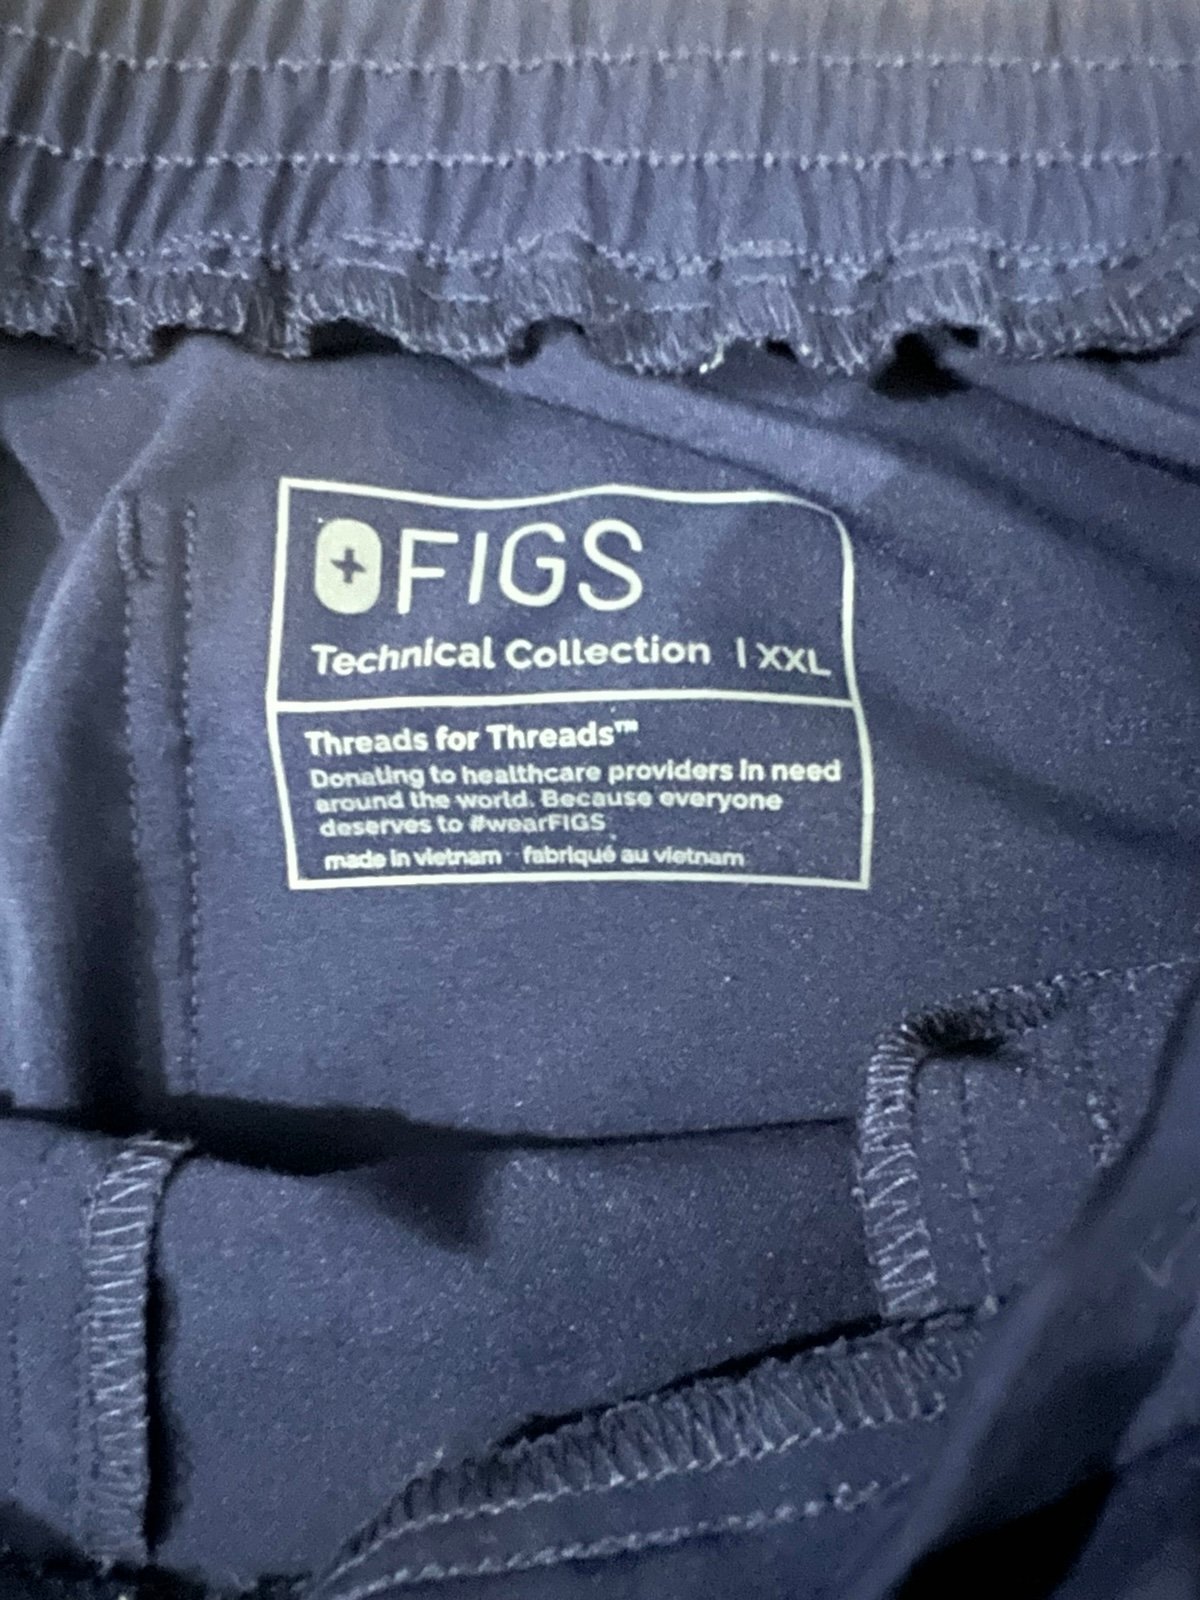 FIGS
Technical Collection | XXL
Threads for Threads™
Donating to healthcare providers in need
around the world. Because everyone
deserves to #wearFIGS.
made in vietnam · fabriqué au vietnam